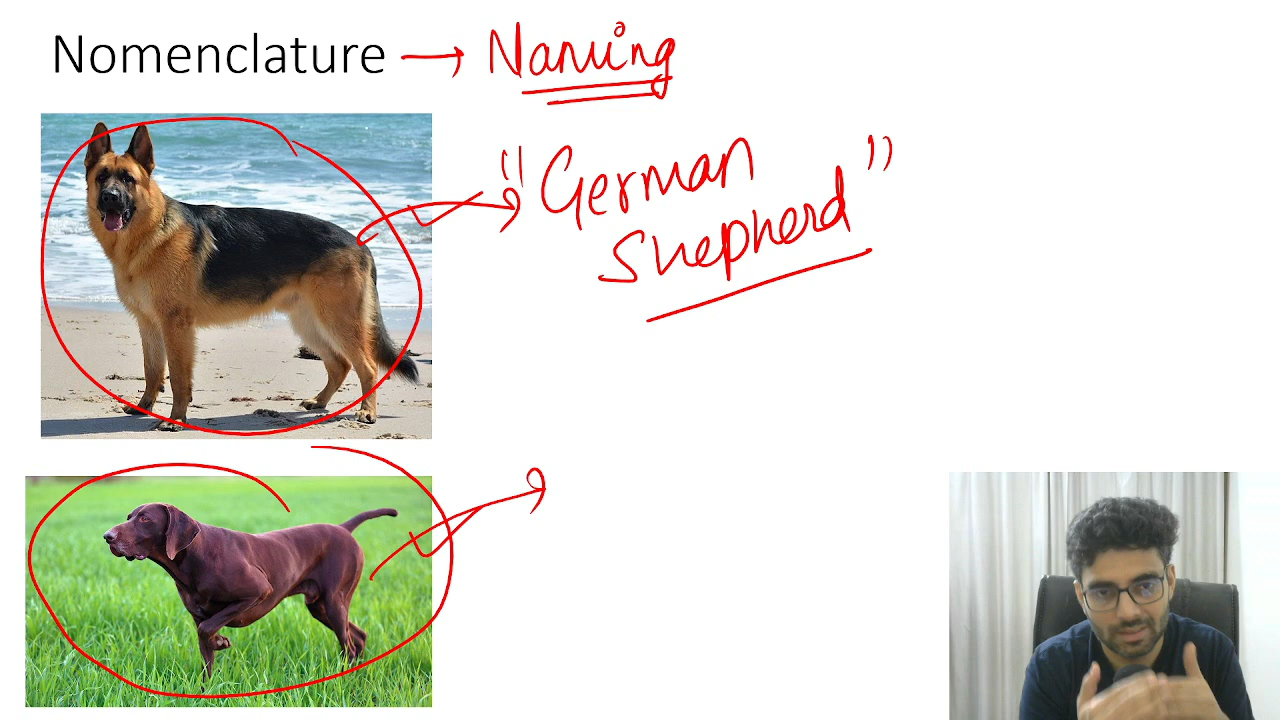 Nomenclature → Naming
"German
Shepherd"